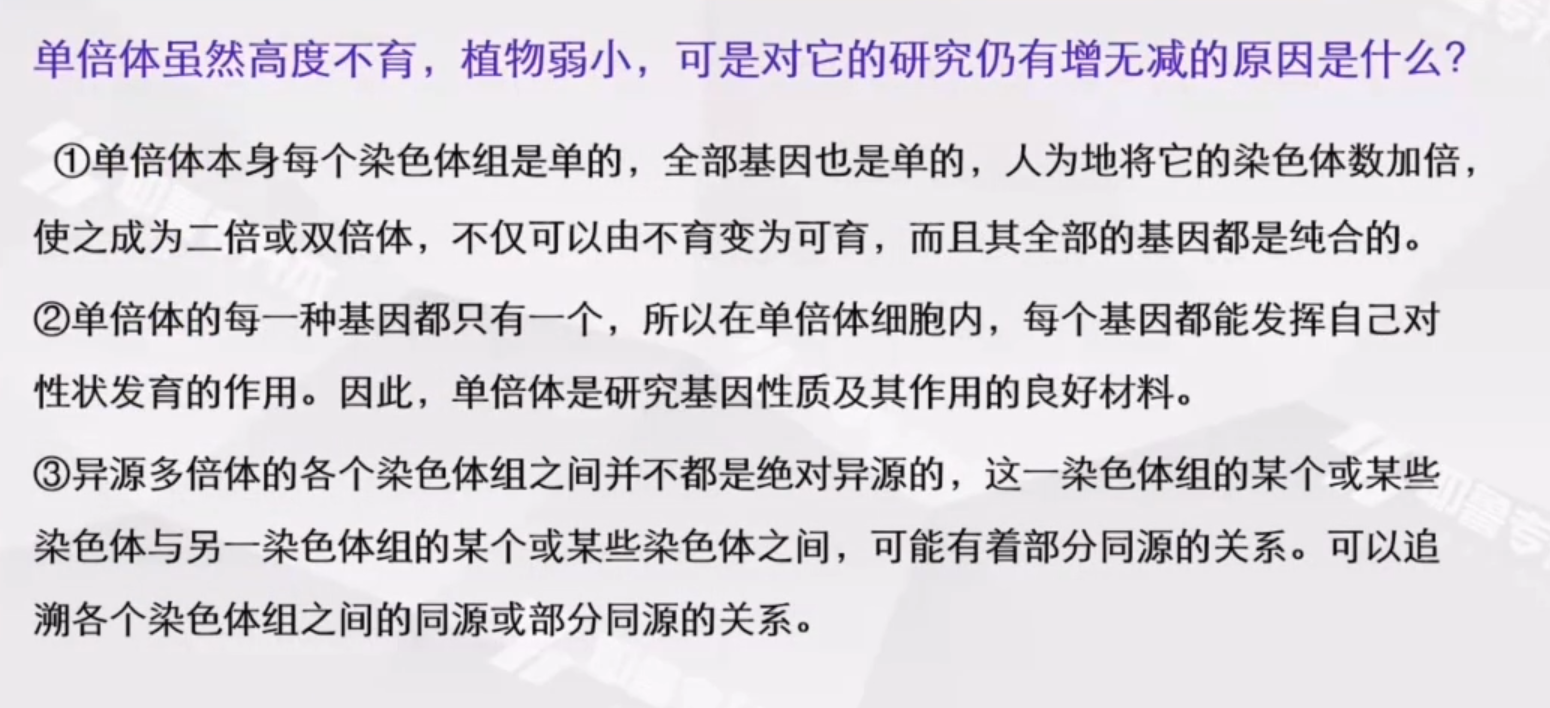 单倍体虽然高度不育，植物弱小，可是对它的研究仍有增无减的原因是什么？
①单倍体本身每个染色体组是单的，全部基因也是单的，人为地将它的染色体数加倍，
使之成为二倍或双倍体，不仅可以由不育变为可育，而且其全部的基因都是纯合的。
②单倍体的每一种基因都只有一个，所以在单倍体细胞内，每个基因都能发挥自己对
性状发育的作用。因此，单倍体是研究基因性质及其作用的良好材料。
③异源多倍体的各个染色体组之间并不都是绝对异源的，这一染色体组的某个或某些
染色体与另一染色体组的某个或某些染色体之间，可能有着部分同源的关系。可以追
溯各个染色体组之间的同源或部分同源的关系。